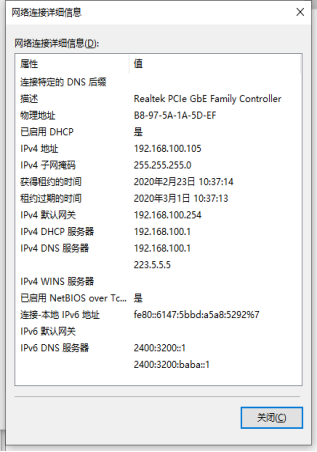 网络连接详细信息
网络连接详细信息(D):
属性 值
连接特定的 DNS 后缀
描述 Realtek PCIe GbE Family Controller
物理地址 B8-97-5A-1A-5D-EF
已启用 DHCP 是
IPv4 地址 192.168.100.105
IPv4 子网掩码 255.255.255.0
获得租约的时间 2020年2月23日 10:37:14
租约过期的时间 2020年3月1日 10:37:13
IPv4 默认网关 192.168.100.254
IPv4 DHCP 服务器 192.168.100.1
IPv4 DNS 服务器 192.168.100.1
223.5.5.5
IPv4 WINS 服务器
已启用 NetBIOS over Tc... 是
连接-本地 IPv6 地址 fe80::6147:5bbd:a5a8:5292%7
IPv6 默认网关
IPv6 DNS 服务器 2400:3200::1
2400:3200:baba::1
关闭(C)